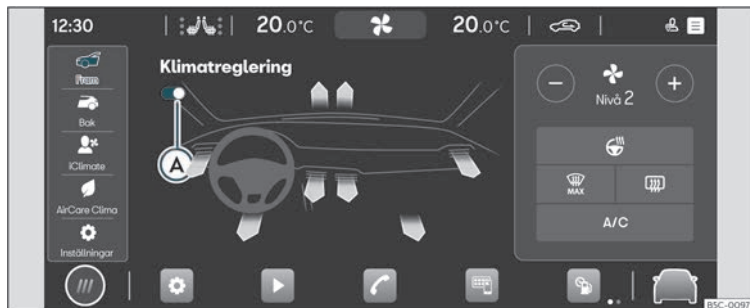 12:30
20.0°C
20.0°C
Klimatreglering
Fram
Bak
iClimate
AirCare Clima
Inställningar
A
Nivå 2
MAX
A/C
B5C-0097